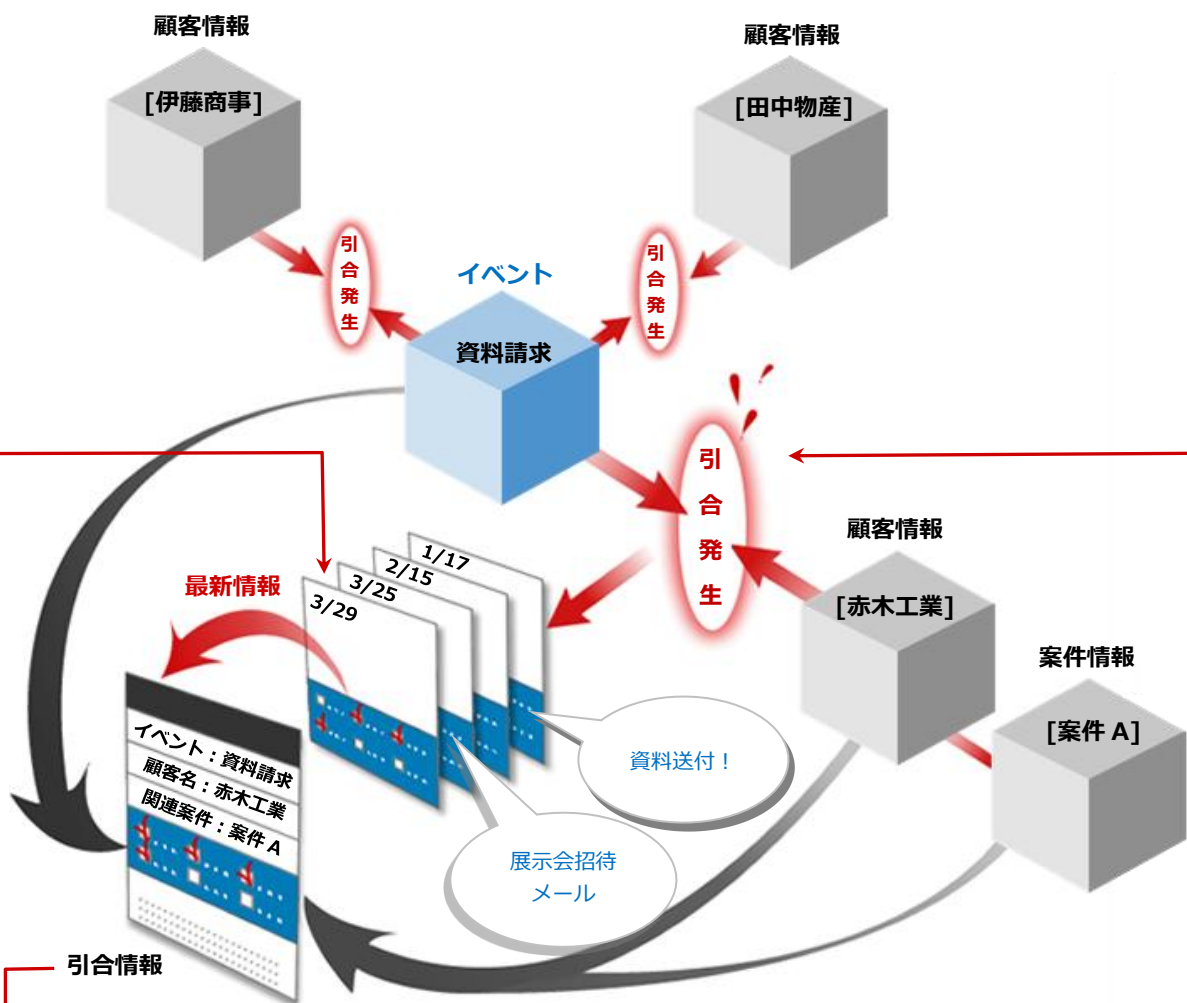 顧客情報
[伊藤商事]
顧客情報
[田中物産]
引合発生
引合発生
イベント
資料請求
引合発生
顧客情報
[赤木工業]
案件情報
[案件 A]
1/17
2/15
3/25
3/29
最新情報
資料送付！
展示会招待
メール
イベント：資料請求
顧客名：赤木工業
関連案件：案件 A
引合情報